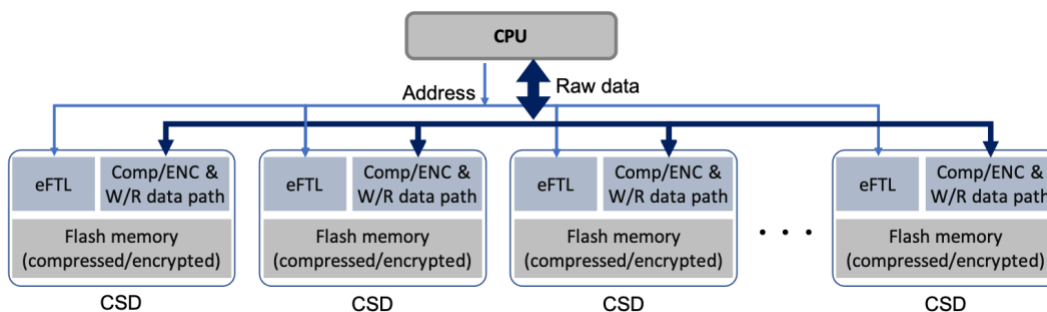 CPU
Address
Raw data
eFTL
Comp/ENC &
W/R data path
Flash memory
(compressed/encrypted)
CSD
eFTL
Comp/ENC &
W/R data path
Flash memory
(compressed/encrypted)
CSD
eFTL
Comp/ENC &
W/R data path
Flash memory
(compressed/encrypted)
CSD
. . .
eFTL
Comp/ENC &
W/R data path
Flash memory
(compressed/encrypted)
CSD